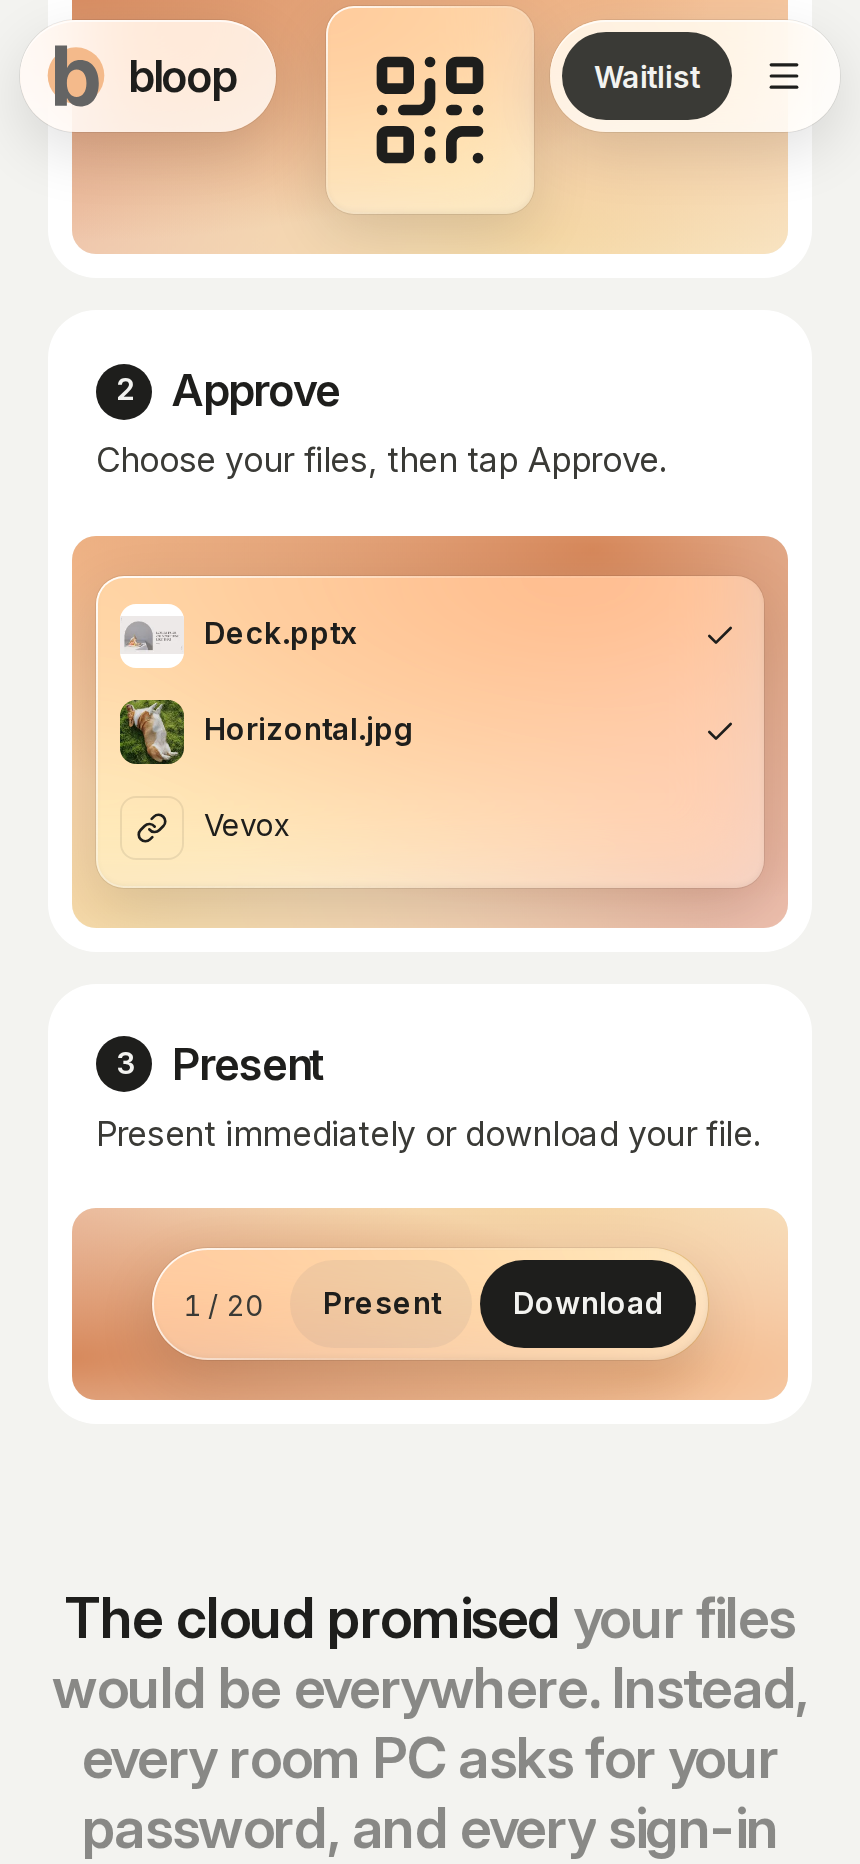 b bloop
Waitlist
2 Approve
Choose your files, then tap Approve.
Deck.pptx
Horizontal.jpg
Vevox
3 Present
Present immediately or download your file.
1 / 20 Present Download
The cloud promised your files
would be everywhere. Instead,
every room PC asks for your
password, and every sign-in